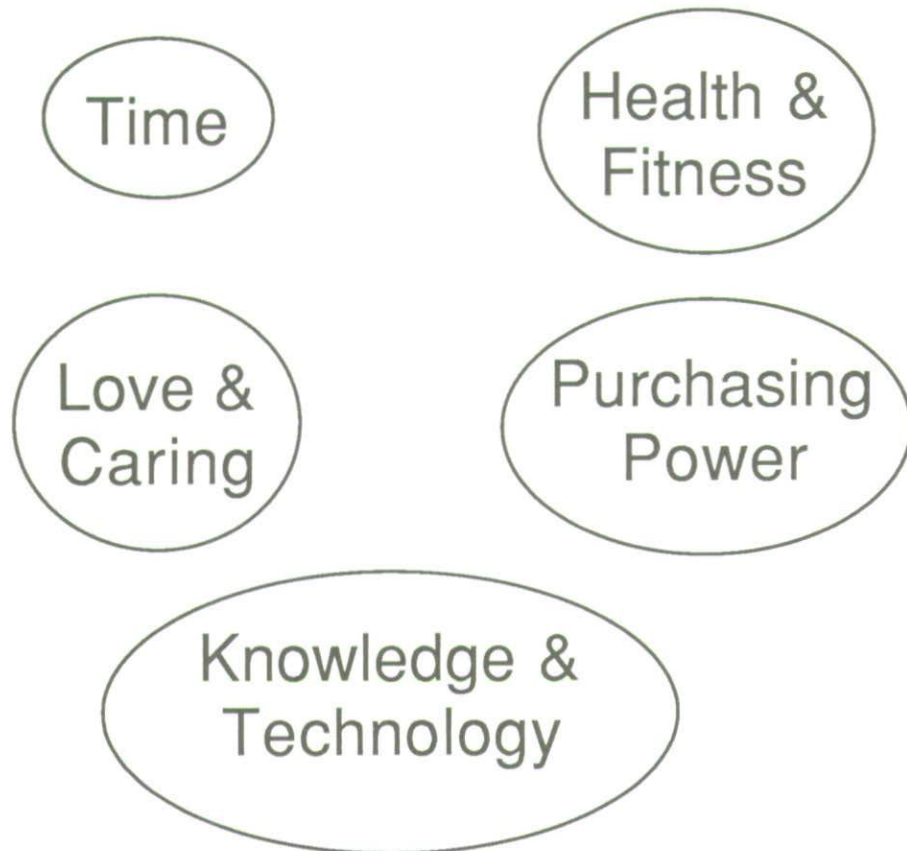 Time
Health &
Fitness
Love &
Caring
Purchasing
Power
Knowledge &
Technology